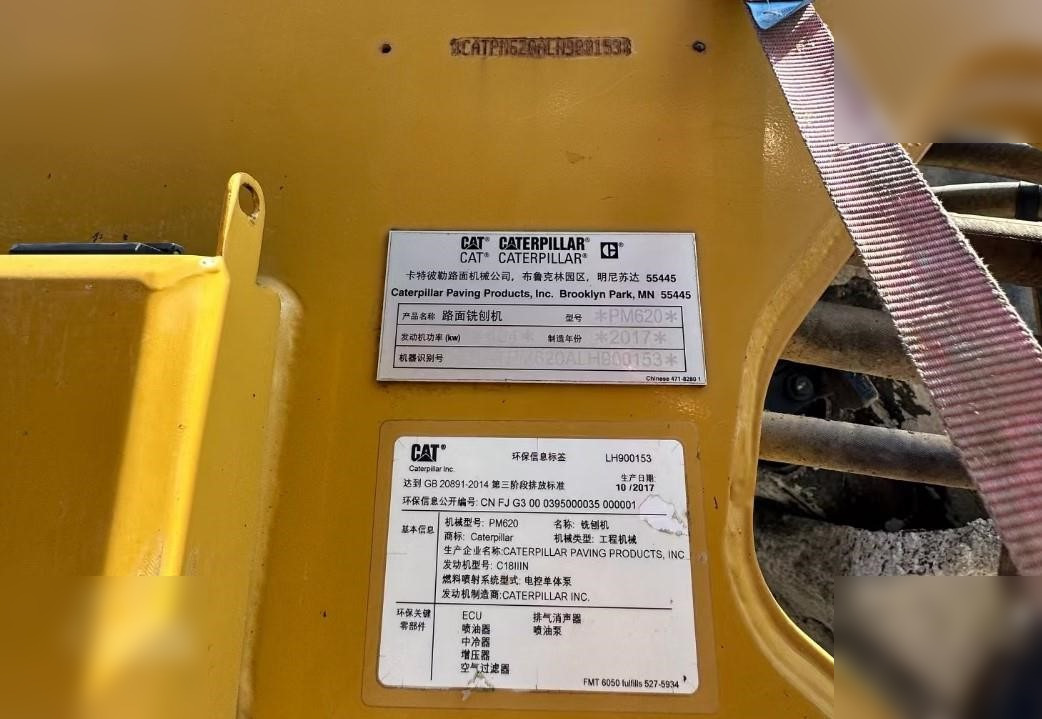 *CATPM620ALH900153*
CAT® CATERPILLAR® C®
CAT® CATERPILLAR®
卡特彼勒路面机械公司，布鲁克林园区，明尼苏达 55445
Caterpillar Paving Products, Inc. Brooklyn Park, MN 55445
产品名称 路面铣刨机 型号 *PM620*
发动机功率 (kw) 制造年份 *2017*
机器识别号 PM620ALH900153*
Chinese 471-8280 1
CAT® 环保信息标签 LH900153
Caterpillar Inc.
生产日期:
达到 GB 20891-2014 第三阶段排放标准 10 /2017
环保信息公开编号: CN FJ G3 00 0395000035 000001
基本信息 机械型号: PM620 名称: 铣刨机
商标: Caterpillar 机械类型: 工程机械
生产企业名称:CATERPILLAR PAVING PRODUCTS, INC
发动机型号: C18IIIN
燃料喷射系统型式: 电控单体泵
发动机制造商:CATERPILLAR INC.
环保关键 ECU 排气消声器
零部件 喷油器 喷油泵
中冷器
增压器
空气过滤器
FMT 6050 fulfills 527-5934